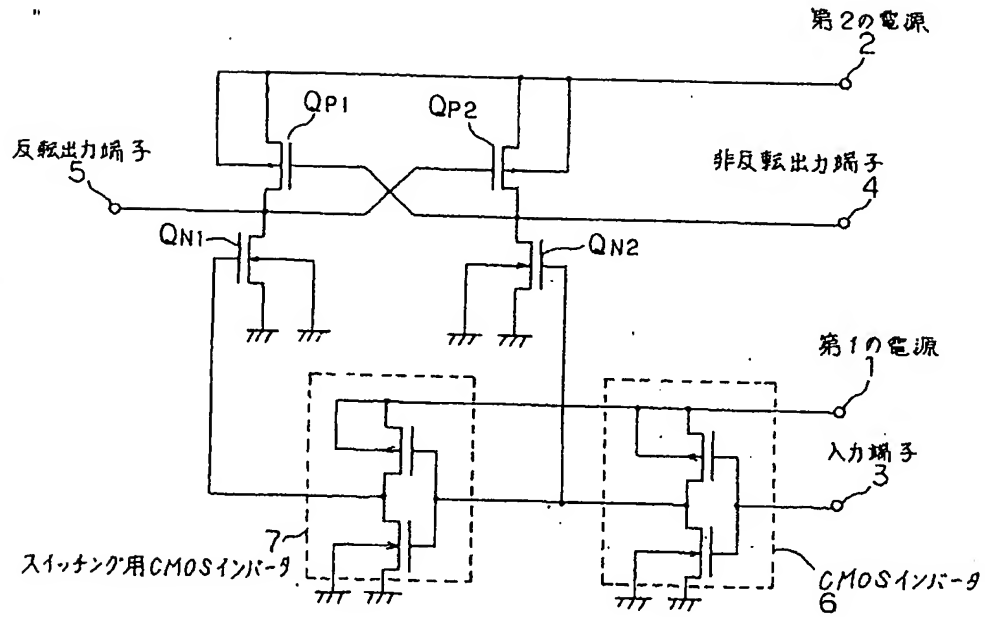 第2の電源
2
QP1
QP2
反転出力端子
5
非反転出力端子
4
QN1
QN2
第1の電源
1
入力端子
3
7
スイッチング用CMOSインバータ
CMOSインバータ
6